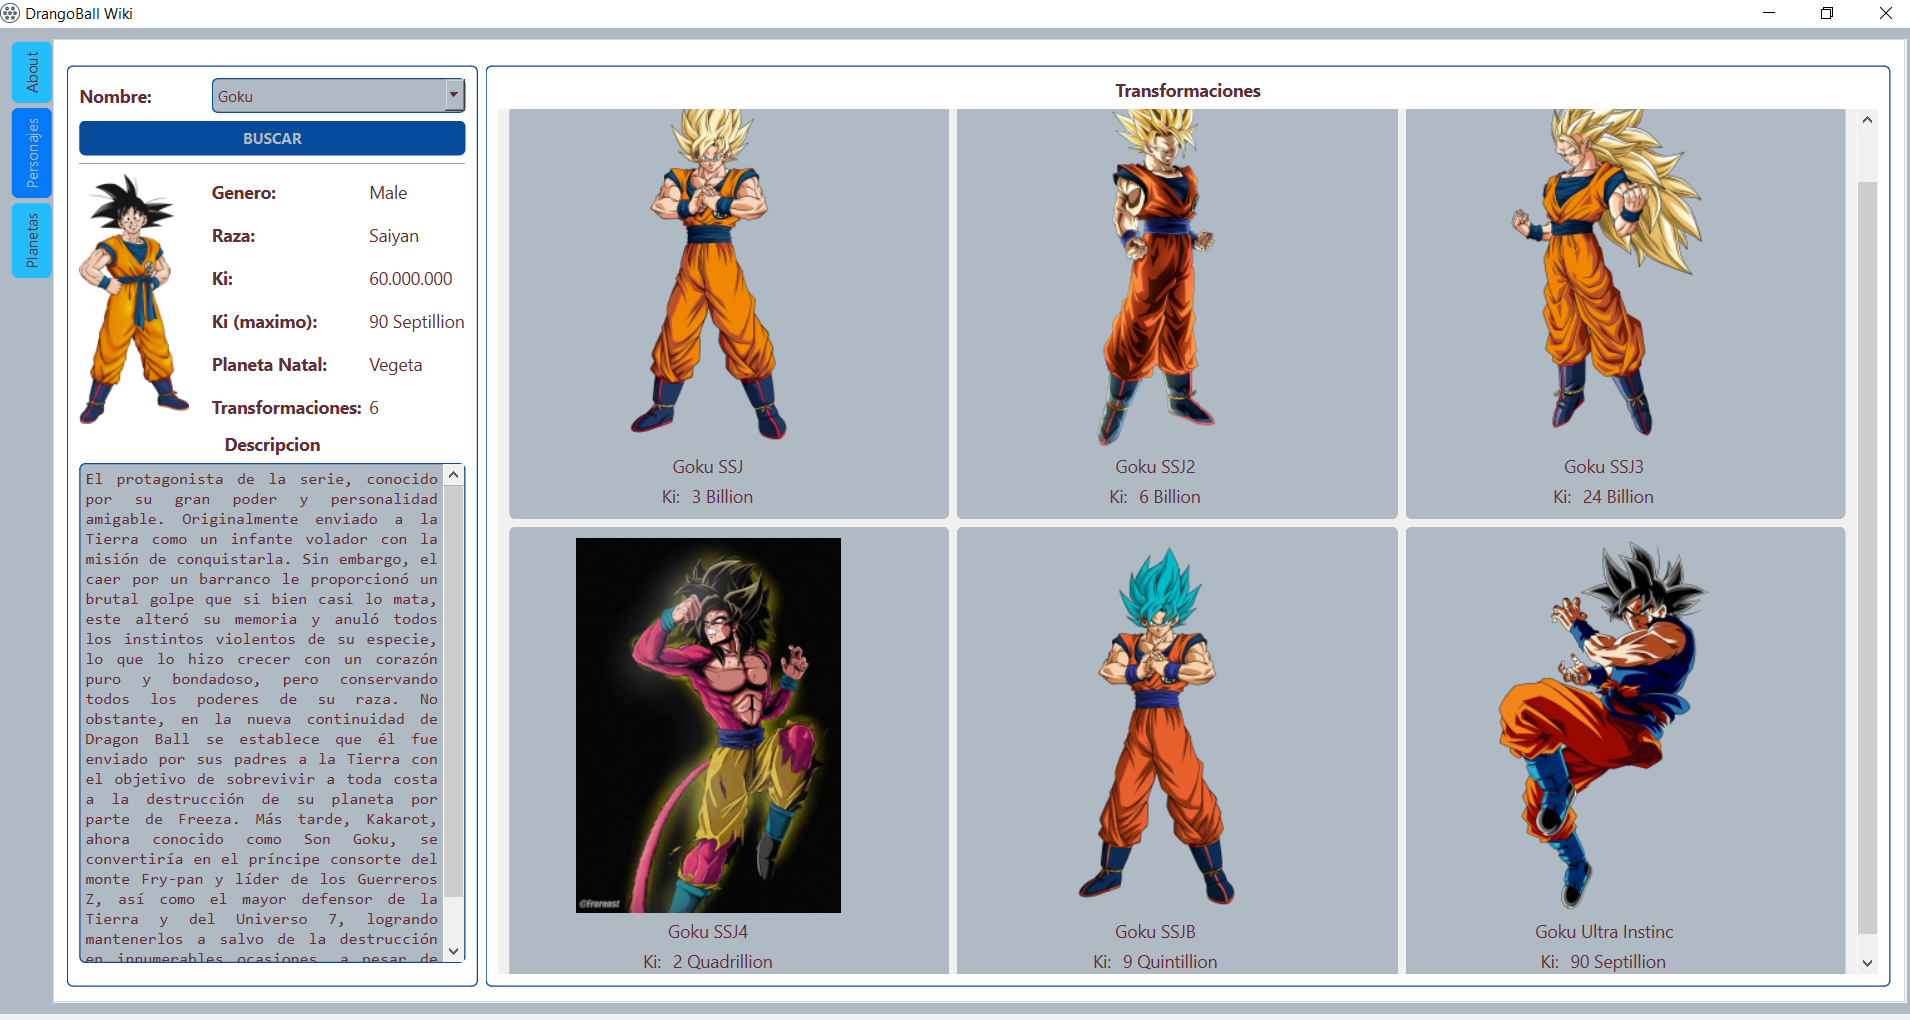 DrangoBall Wiki
About
Personajes
Planetas
Nombre:
Goku
BUSCAR
Genero: Male
Raza: Saiyan
Ki: 60.000.000
Ki (maximo): 90 Septillion
Planeta Natal: Vegeta
Transformaciones: 6
Descripcion
El protagonista de la serie, conocido
por su gran poder y personalidad
amigable. Originalmente enviado a la
Tierra como un infante volador con la
misión de conquistarla. Sin embargo, el
caer por un barranco le proporcionó un
brutal golpe que si bien casi lo mata,
este alteró su memoria y anuló todos
los instintos violentos de su especie,
lo que lo hizo crecer con un corazón
puro y bondadoso, pero conservando
todos los poderes de su raza. No
obstante, en la nueva continuidad de
Dragon Ball se establece que él fue
enviado por sus padres a la Tierra con
el objetivo de sobrevivir a toda costa
a la destrucción de su planeta por
parte de Freeza. Más tarde, Kakarot,
ahora conocido como Son Goku, se
convertiría en el príncipe consorte del
monte Fry-pan y líder de los Guerreros
Z, así como el mayor defensor de la
Tierra y del Universo 7, logrando
mantenerlos a salvo de la destrucción
en innumerables ocasiones, a pesar de
Transformaciones
Goku SSJ
Ki: 3 Billion
Goku SSJ2
Ki: 6 Billion
Goku SSJ3
Ki: 24 Billion
Goku SSJ4
Ki: 2 Quadrillion
Goku SSJB
Ki: 9 Quintillion
Goku Ultra Instinc
Ki: 90 Septillion